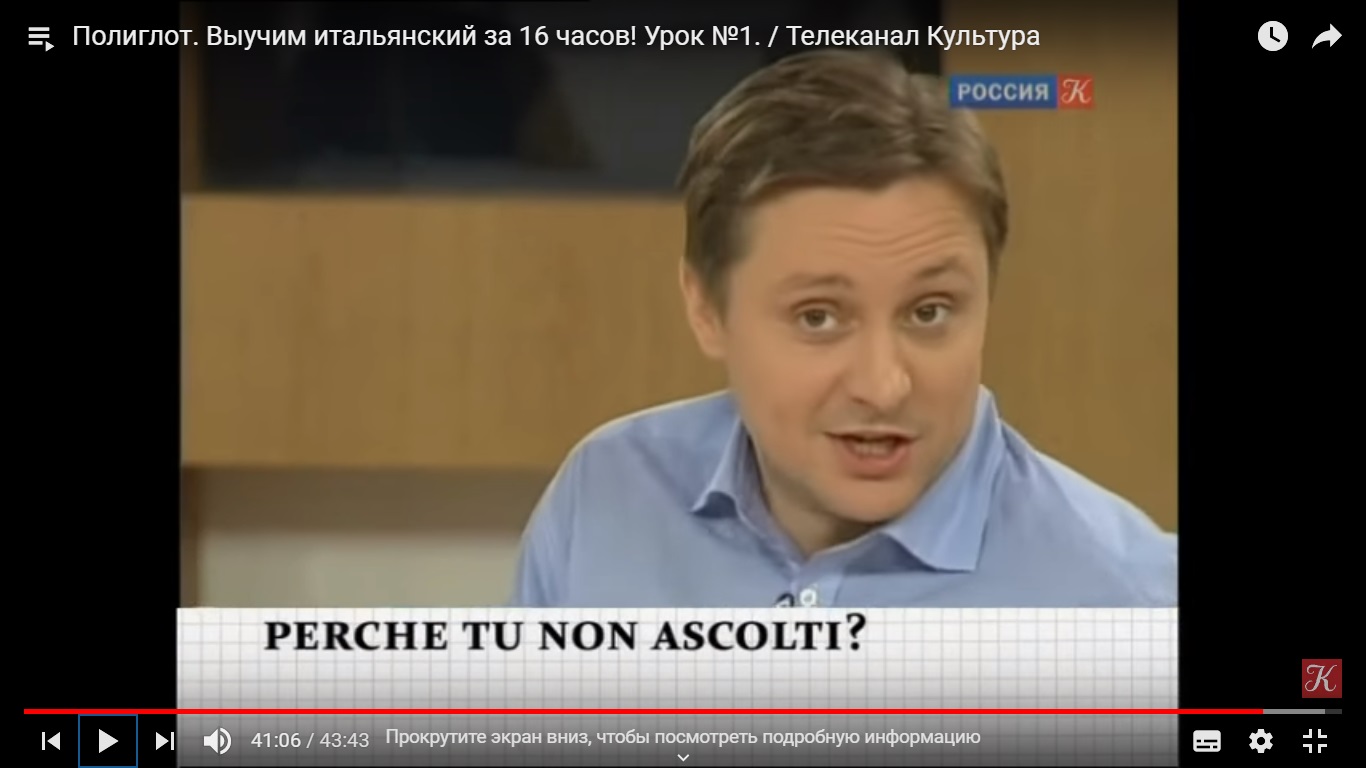 Полиглот. Выучим итальянский за 16 часов! Урок №1. / Телеканал Культура
РОССИЯ К
PERCHE TU NON ASCOLTI?
К
41:06 / 43:43
Прокрутите экран вниз, чтобы посмотреть подробную информацию